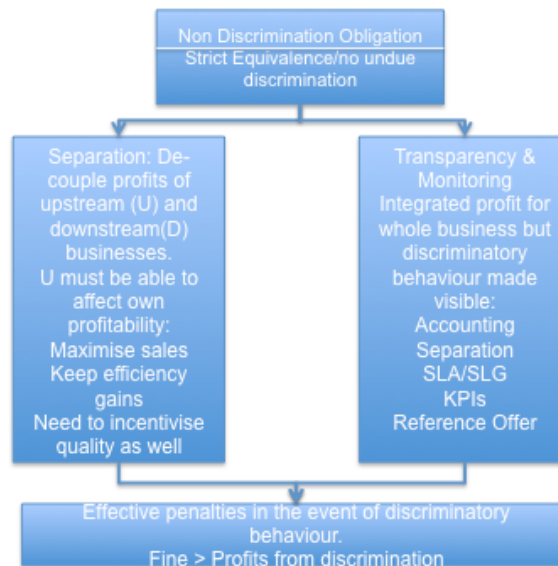 Non Discrimination Obligation
Strict Equivalence/no undue
discrimination
Separation: De-
couple profits of
upstream (U) and
downstream(D)
businesses.
U must be able to
affect own
profitability:
Maximise sales
Keep efficiency
gains
Need to incentivise
quality as well
Transparency &
Monitoring
Integrated profit for
whole business but
discriminatory
behaviour made
visible:
Accounting
Separation
SLA/SLG
KPIs
Reference Offer
Effective penalties in the event of discriminatory
behaviour.
Fine > Profits from discrimination